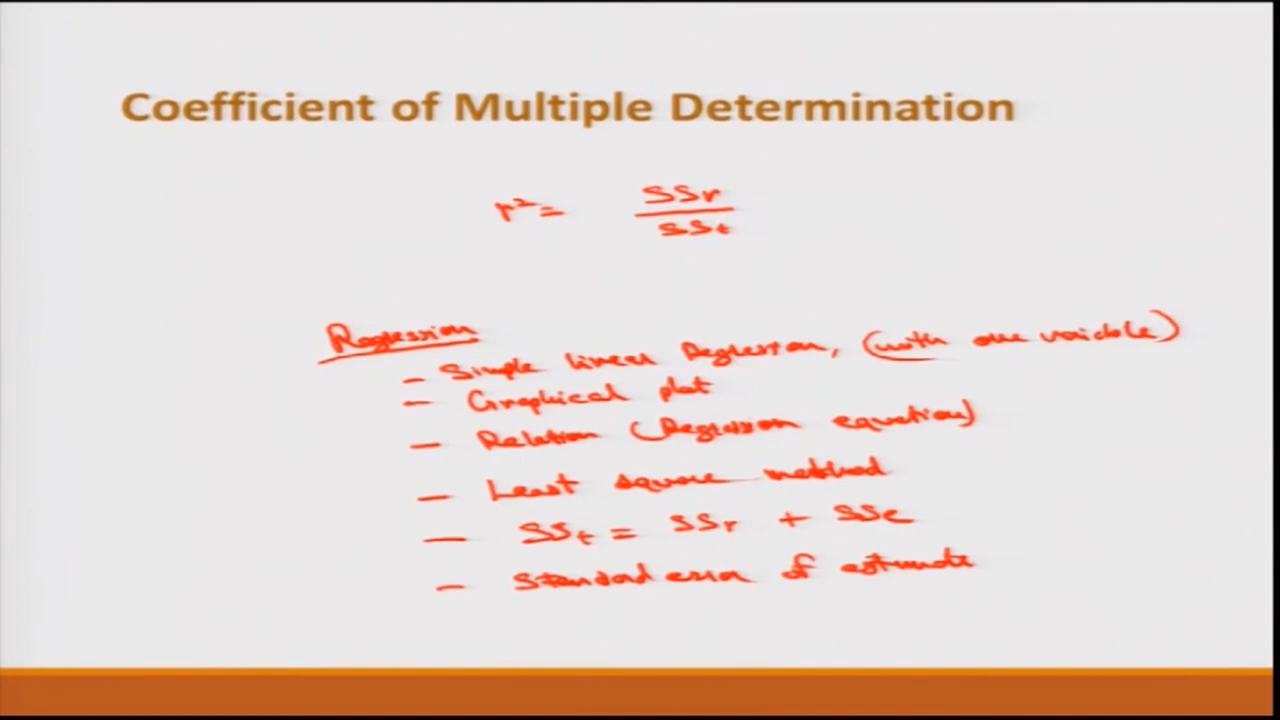 Coefficient of Multiple Determination
r²= SSr
SSt
Regression
- Simple linear Regression, (with one variable)
- Graphical plot
- Relation (Regression equation)
- Least square method
- SSt = SSr + SSe
- Standard error of estimate